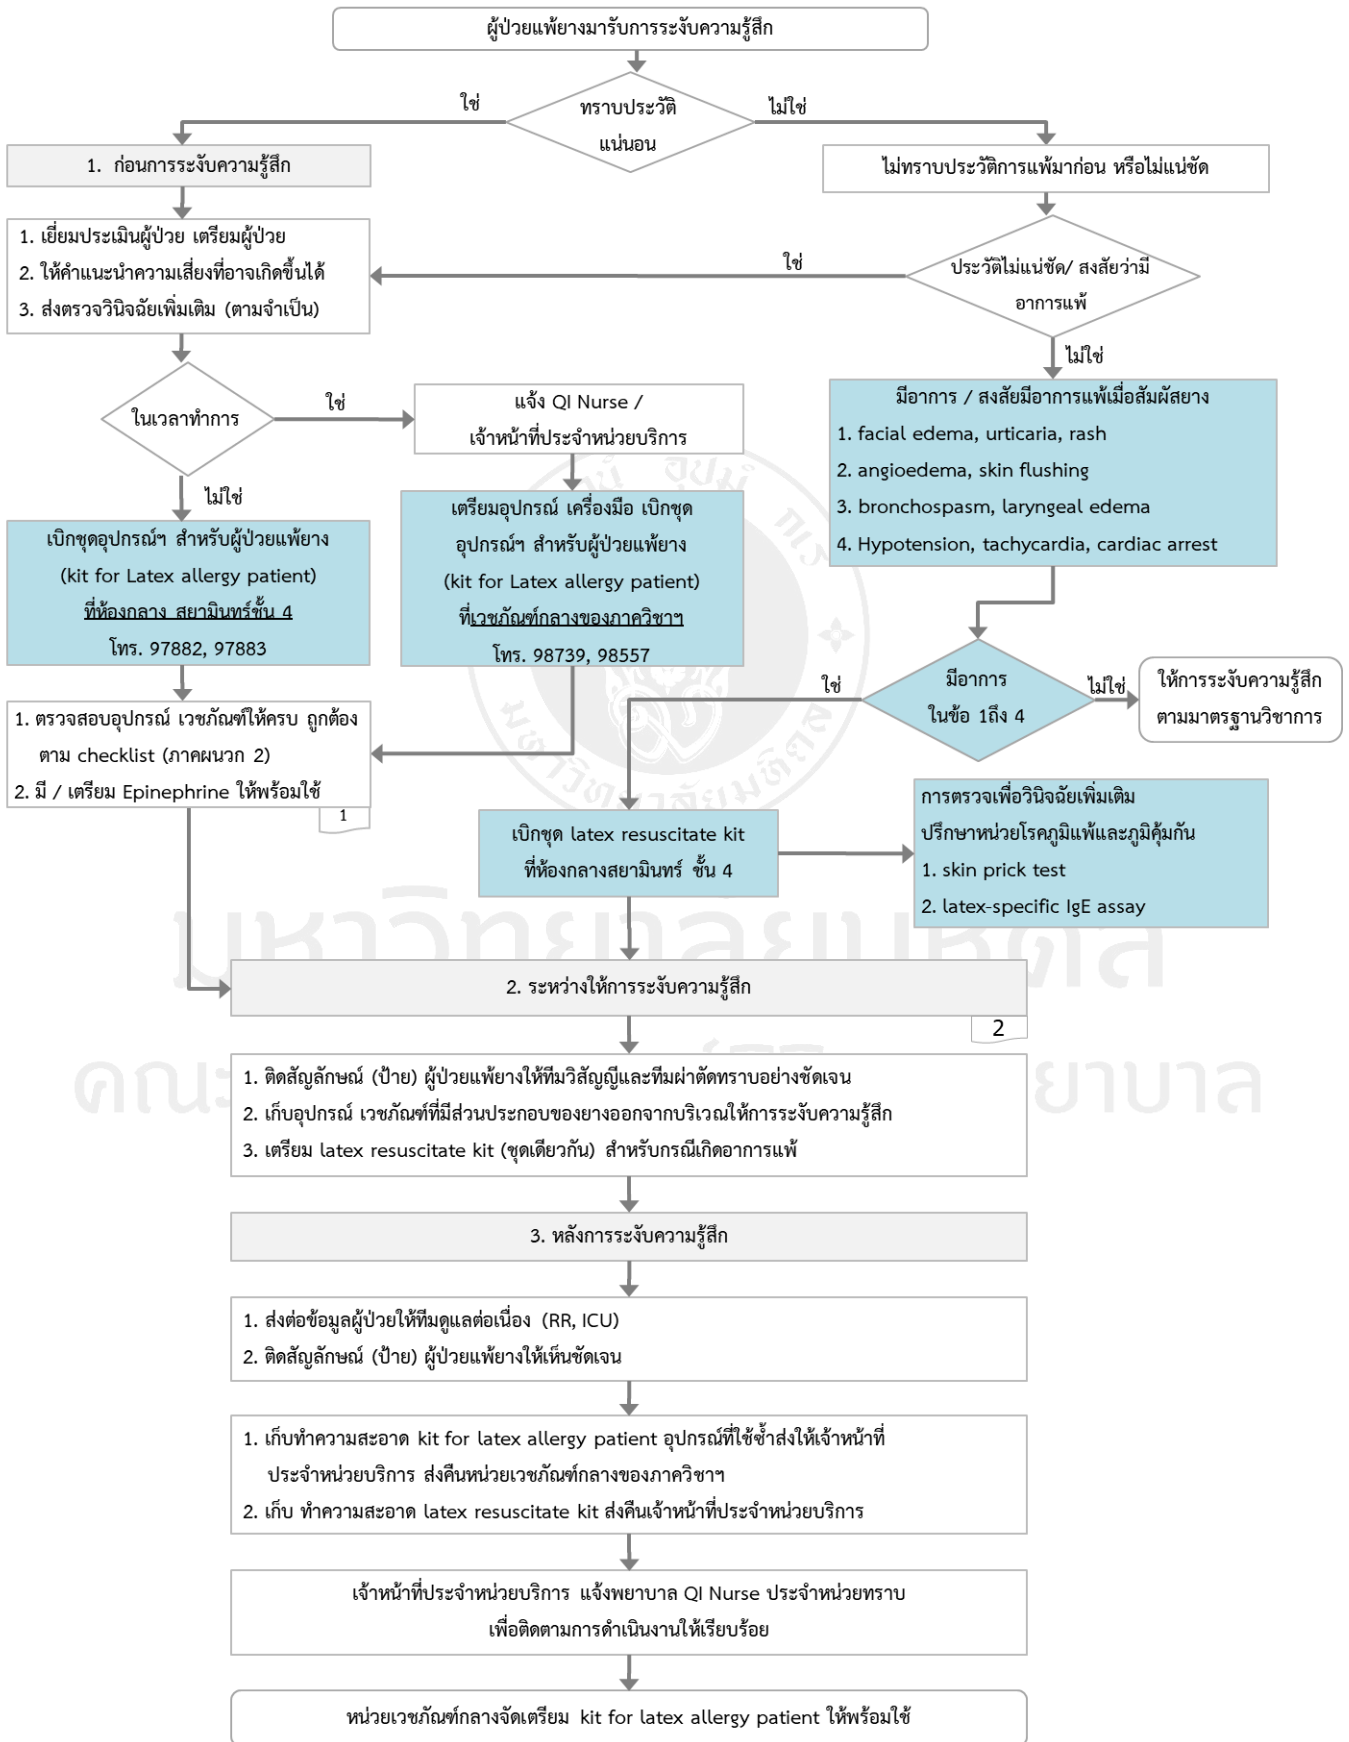 ผู้ป่วยแพ้ยางมารับการระงับความรู้สึก
ทราบประวัติ
แน่นอน
ใช่
ไม่ใช่
1. ก่อนการระงับความรู้สึก
ไม่ทราบประวัติการแพ้มาก่อน หรือไม่แน่ชัด
1. เยี่ยมประเมินผู้ป่วย เตรียมผู้ป่วย
2. ให้คำแนะนำความเสี่ยงที่อาจเกิดขึ้นได้
3. ส่งตรวจวินิจฉัยเพิ่มเติม (ตามจำเป็น)
ใช่
ประวัติไม่แน่ชัด/ สงสัยว่ามี
อาการแพ้
ไม่ใช่
ในเวลาทำการ
ใช่
แจ้ง QI Nurse /
เจ้าหน้าที่ประจำหน่วยบริการ
ไม่ใช่
มีอาการ / สงสัยมีอาการแพ้เมื่อสัมผัสยาง
1. facial edema, urticaria, rash
2. angioedema, skin flushing
3. bronchospasm, laryngeal edema
4. Hypotension, tachycardia, cardiac arrest
เบิกชุดอุปกรณ์ฯ สำหรับผู้ป่วยแพ้ยาง
(kit for Latex allergy patient)
ที่ห้องกลาง สยามินทร์ชั้น 4
โทร. 97882, 97883
เตรียมอุปกรณ์ เครื่องมือ เบิกชุด
อุปกรณ์ฯ สำหรับผู้ป่วยแพ้ยาง
(kit for Latex allergy patient)
ที่เวชภัณฑ์กลางของภาควิชาฯ
โทร. 98739, 98557
ใช่
มีอาการ
ในข้อ 1ถึง 4
ไม่ใช่
ให้การระงับความรู้สึก
ตามมาตรฐานวิชาการ
1. ตรวจสอบอุปกรณ์ เวชภัณฑ์ให้ครบ ถูกต้อง
ตาม checklist (ภาคผนวก 2)
2. มี / เตรียม Epinephrine ให้พร้อมใช้
1
เบิกชุด latex resuscitate kit
ที่ห้องกลางสยามินทร์ ชั้น 4
การตรวจเพื่อวินิจฉัยเพิ่มเติม
ปรึกษาหน่วยโรคภูมิแพ้และภูมิคุ้มกัน
1. skin prick test
2. latex-specific IgE assay
มหาวิทยาลัยมหิดล
2. ระหว่างให้การระงับความรู้สึก
2
1. ติดสัญลักษณ์ (ป้าย) ผู้ป่วยแพ้ยางให้ทีมวิสัญญีและทีมผ่าตัดทราบอย่างชัดเจน
2. เก็บอุปกรณ์ เวชภัณฑ์ที่มีส่วนประกอบของยางออกจากบริเวณให้การระงับความรู้สึก
3. เตรียม latex resuscitate kit (ชุดเดียวกัน) สำหรับกรณีเกิดอาการแพ้
3. หลังการระงับความรู้สึก
1. ส่งต่อข้อมูลผู้ป่วยให้ทีมดูแลต่อเนื่อง (RR, ICU)
2. ติดสัญลักษณ์ (ป้าย) ผู้ป่วยแพ้ยางให้เห็นชัดเจน
1. เก็บทำความสะอาด kit for latex allergy patient อุปกรณ์ที่ใช้ซ้ำส่งให้เจ้าหน้าที่
ประจำหน่วยบริการ ส่งคืนหน่วยเวชภัณฑ์กลางของภาควิชาฯ
2. เก็บ ทำความสะอาด latex resuscitate kit ส่งคืนเจ้าหน้าที่ประจำหน่วยบริการ
เจ้าหน้าที่ประจำหน่วยบริการ แจ้งพยาบาล QI Nurse ประจำหน่วยทราบ
เพื่อติดตามการดำเนินงานให้เรียบร้อย
หน่วยเวชภัณฑ์กลางจัดเตรียม kit for latex allergy patient ให้พร้อมใช้